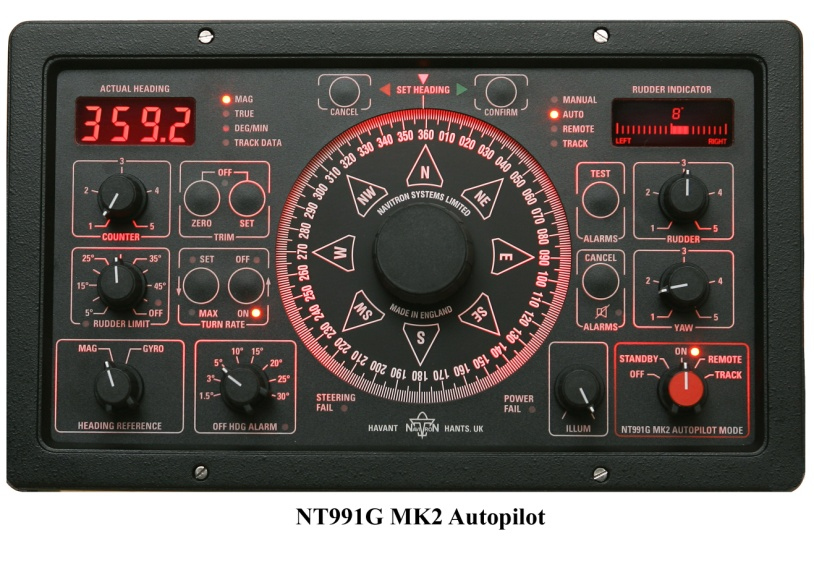 ACTUAL HEADING
359.2
MAG
TRUE
DEG/MIN
TRACK DATA
CANCEL
SET HEADING
CONFIRM
MANUAL
AUTO
REMOTE
TRACK
RUDDER INDICATOR
8°
LEFT RIGHT
1 2 3 4 5
COUNTER
OFF
ZERO SET
TRIM
5° 15° 25° 35° 45° OFF
RUDDER LIMIT
SET OFF
MAX ON
TURN RATE
MAG GYRO
HEADING REFERENCE
1.5° 3° 5° 10° 15° 20° 25° 30°
OFF HDG ALARM
360 010 020 030 040 050 060 070 080 090 100 110 120 130 140 150 160 170 180 190 200 210 220 230 240 250 260 270 280 290 300 310 320 330 340 350
N NE E SE S SW W NW
NAVITRON SYSTEMS LIMITED
MADE IN ENGLAND
STEERING
FAIL
POWER
FAIL
HAVANT NAVITRON HANTS. UK
TEST
ALARMS
CANCEL
ALARMS
1 2 3 4 5
RUDDER
1 2 3 4 5
YAW
ILLUM
OFF STANDBY ON REMOTE TRACK
NT991G MK2 AUTOPILOT MODE
NT991G MK2 Autopilot